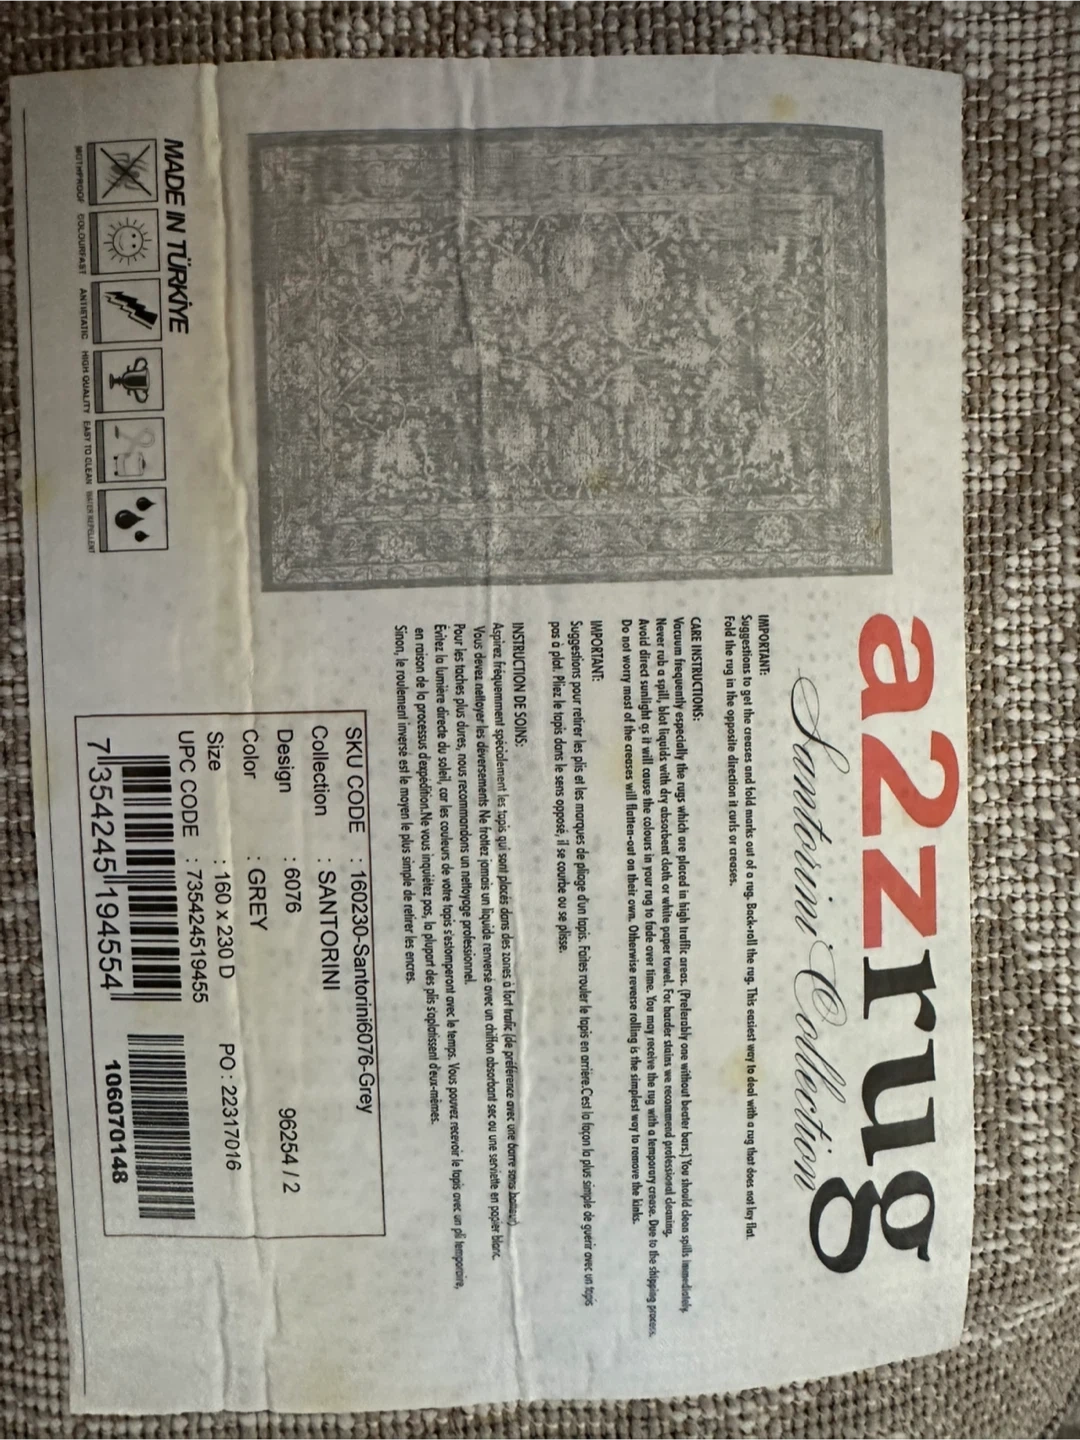 a2zrug
Santorini Collection
IMPORTANT:
Suggestions to get the creases and fold marks out of a rug. Back-roll the rug. This easiest way to deal with a rug that does not lay flat.
Fold the rug in the opposite direction it curls or creases.
CARE INSTRUCTIONS:
Vacuum frequently especially the rugs which are placed in high traffic areas. (Preferably one without beater bars.) You should clean spills immediately.
Never rub a spill, blot liquids with dry absorbent cloth or white paper towel. For harder stains we recommend professional cleaning.
Avoid direct sunlight as it will cause the colours in your rug to fade over time. You may receive the rug with a temporary crease. Due to the shipping process.
Do not worry most of the creases will flatten-out on their own. Otherwise reverse rolling is the simplest way to remove the kinks.
IMPORTANT:
Suggestions pour retirer les plis et les marques de pliage d'un tapis. Faites rouler le tapis en arrière.C'est la façon la plus simple de guerir avec un tapis
pas à plat. Pliez le tapis dans le sens opposé, il se courbe ou se plisse.
INSTRUCTION DE SOINS:
Aspirez fréquemment spécialement les tapis qui sont placés dans des zones à fort trafic (de préférence avec une barre sans batteur)
Vous devez nettoyer les déversements Ne frottez jamais un liquide renversé avec un chiffon absorbant sec ou une serviette en papier blanc.
Pour les taches plus dures, nous recommandons un nettoyage professionnel.
Évitez la lumière directe du soleil, car les couleurs de votre tapis s'estomperont avec le temps. Vous pouvez recevoir le tapis avec un pli temporaire,
en raison de la processus d'expédition.Ne vous inquiétez pas, la plupart des plis s'aplatissent d'eux-mêmes.
Sinon, le roulement inversé est le moyen le plus simple de retirer les encres.
MADE IN TÜRKİYE
MOTHPROOF COLOURFAST ANTISTATIC HIGH QUALITY EASY TO CLEAN WATER REPELLENT
SKU CODE : 160230-Santorini6076-Grey
Collection : SANTORINI
Design : 6076 96254 / 2
Color : GREY
Size : 160 x 230 D PO : 22317016
UPC CODE : 735424519455
7 35424 51 94554
106070148